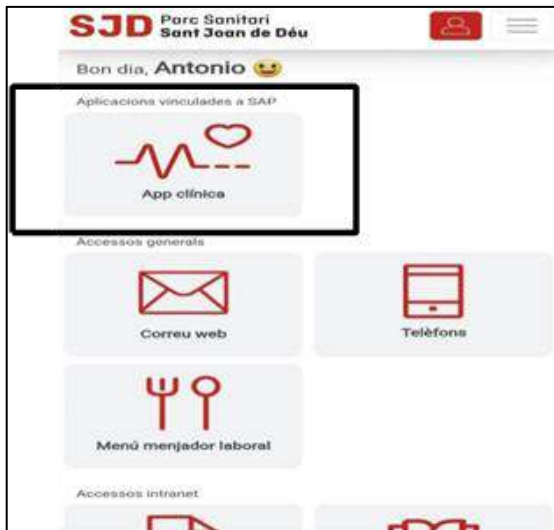 SJD Parc Sanitari
Sant Joan de Déu
Bon dia, Antonio
Aplicacions vinculades a SAP
App clínica
Accessos generals
Correu web
Telèfons
Menú menjador laboral
Accessos intranet